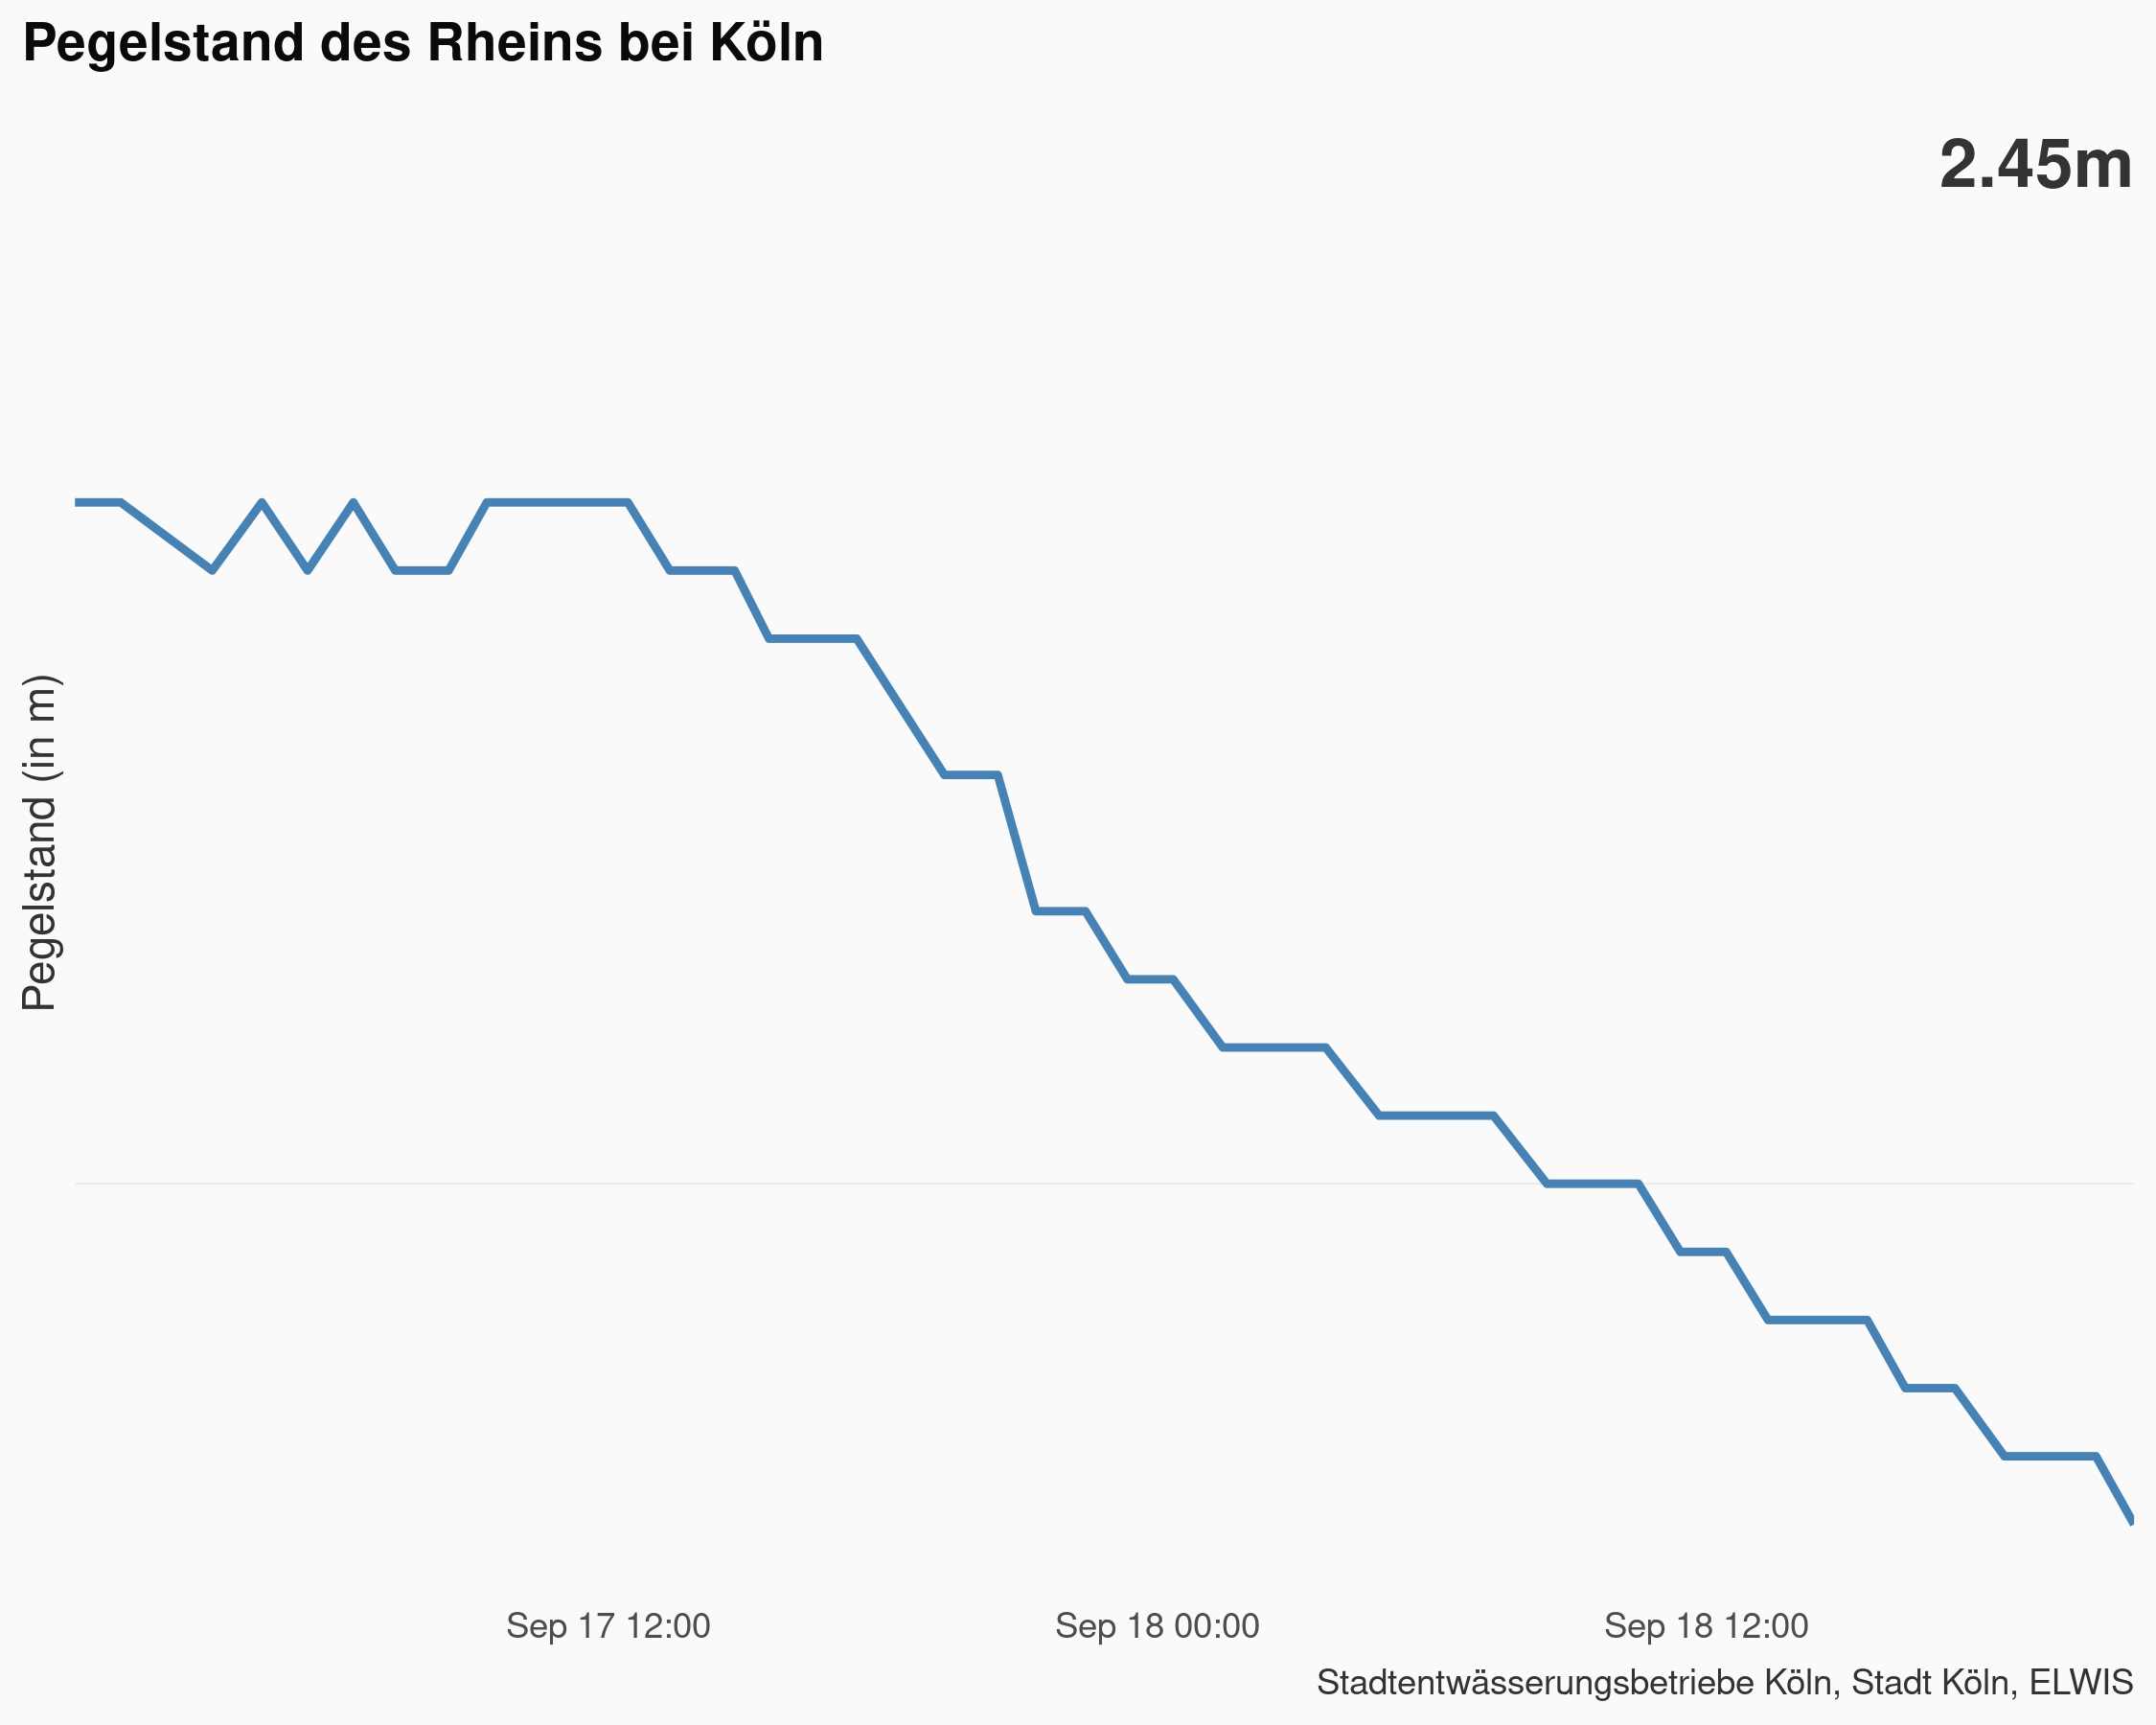 Pegelstand des Rheins bei Köln
2.45m
Pegelstand (in m)
Sep 17 12:00
Sep 18 00:00
Sep 18 12:00
Stadtentwässerungsbetriebe Köln, Stadt Köln, ELWIS